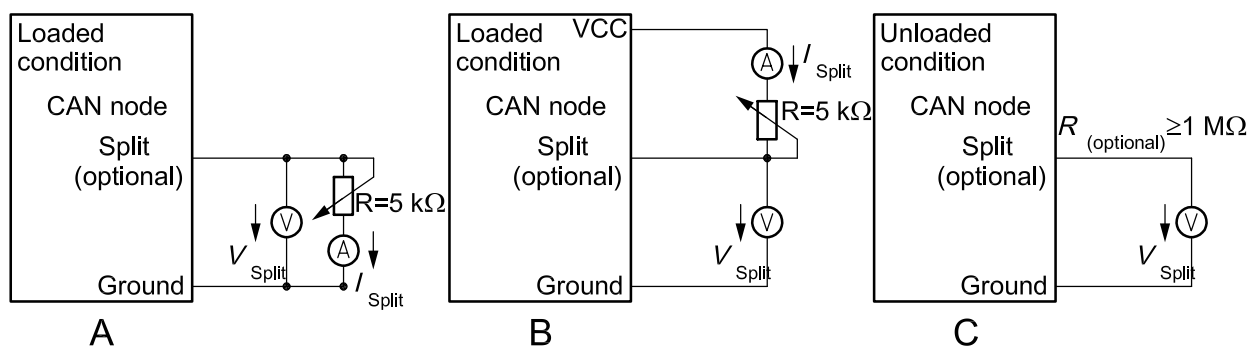 Loaded
condition
CAN node
Split
(optional)
Ground
V
V Split
R=5 kΩ
A
I Split
A
Loaded
condition
VCC
CAN node
Split
(optional)
Ground
A
I Split
R=5 kΩ
V
V Split
B
Unloaded
condition
CAN node
Split
(optional)
Ground
R (optional) ≥1 MΩ
V
V Split
C